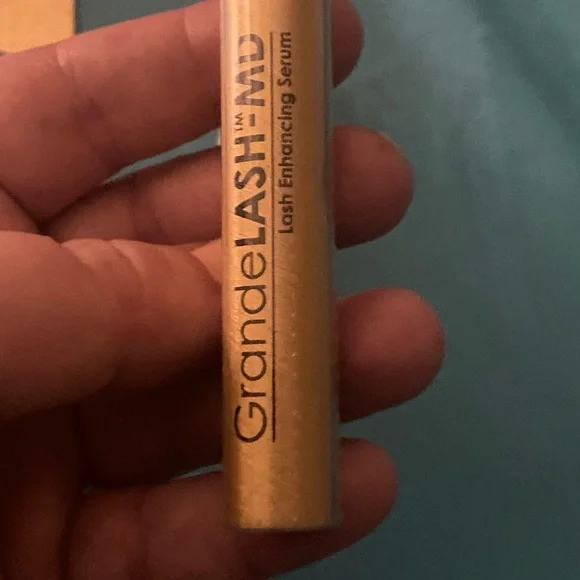 GrandeLASH™-MD
Lash Enhancing Serum